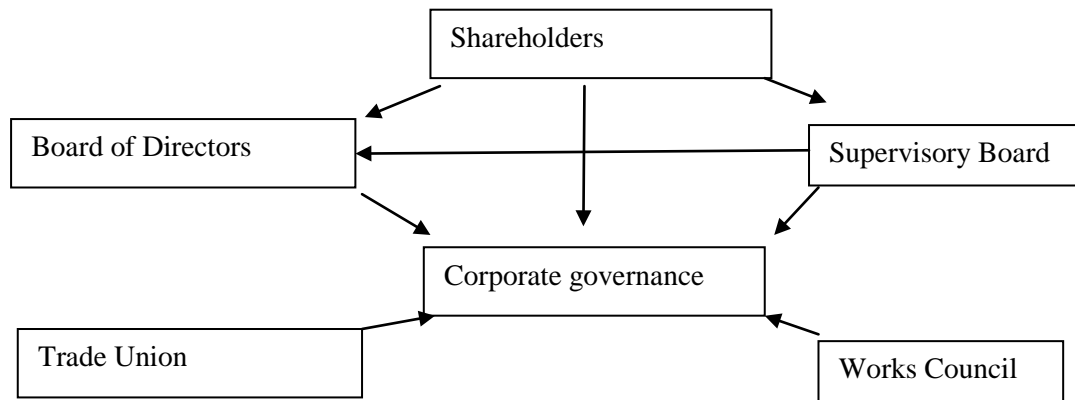 Shareholders
Board of Directors
Supervisory Board
Corporate governance
Trade Union
Works Council